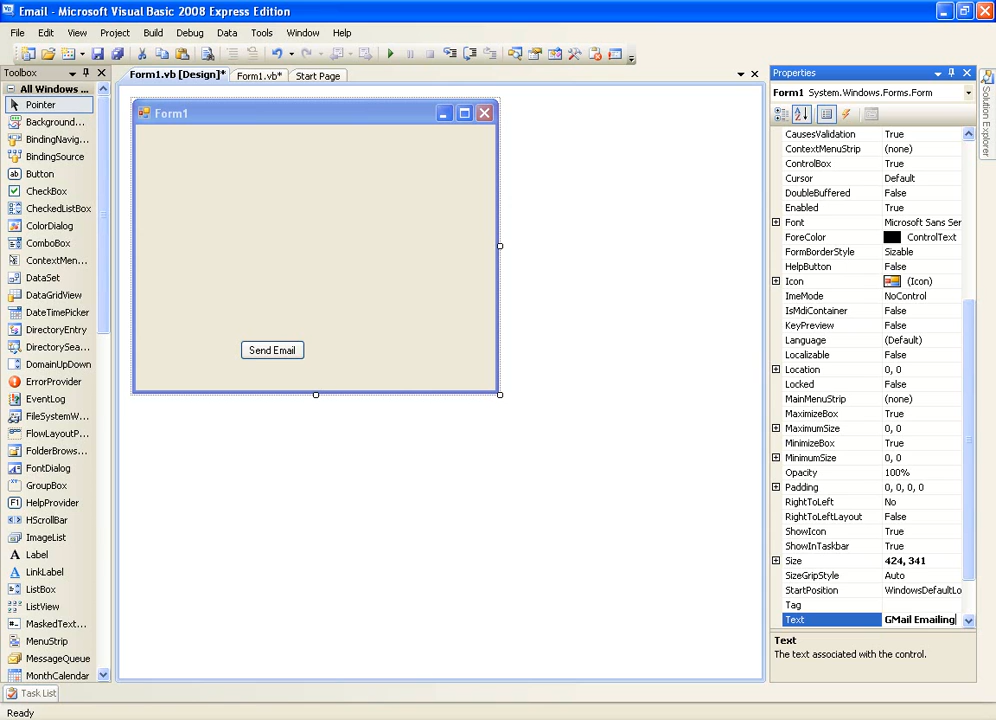 Email - Microsoft Visual Basic 2008 Express Edition
File Edit View Project Build Debug Data Tools Window Help
Toolbox
Form1.vb [Design]* Form1.vb* Start Page
All Windows ...
Pointer
Background...
BindingNavig...
BindingSource
Button
CheckBox
CheckedListBox
ColorDialog
ComboBox
ContextMen...
DataSet
DataGridView
DateTimePicker
DirectoryEntry
DirectorySea...
DomainUpDown
ErrorProvider
EventLog
FileSystemW...
FlowLayoutP...
FolderBrows...
FontDialog
GroupBox
HelpProvider
HScrollBar
ImageList
Label
LinkLabel
ListBox
ListView
MaskedText...
MenuStrip
MessageQueue
MonthCalendar
Task List
Form1
Send Email
Properties
Form1 System.Windows.Forms.Form
CausesValidation True
ContextMenuStrip (none)
ControlBox True
Cursor Default
DoubleBuffered False
Enabled True
Font Microsoft Sans Ser
ForeColor ControlText
FormBorderStyle Sizable
HelpButton False
Icon (Icon)
ImeMode NoControl
IsMdiContainer False
KeyPreview False
Language (Default)
Localizable False
Location 0, 0
Locked False
MainMenuStrip (none)
MaximizeBox True
MaximumSize 0, 0
MinimizeBox True
MinimumSize 0, 0
Opacity 100%
Padding 0, 0, 0, 0
RightToLeft No
RightToLeftLayout False
ShowIcon True
ShowInTaskbar True
Size 424, 341
SizeGripStyle Auto
StartPosition WindowsDefaultLo
Tag
Text GMail Emailing
Text
The text associated with the control.
Solution Explorer
Ready